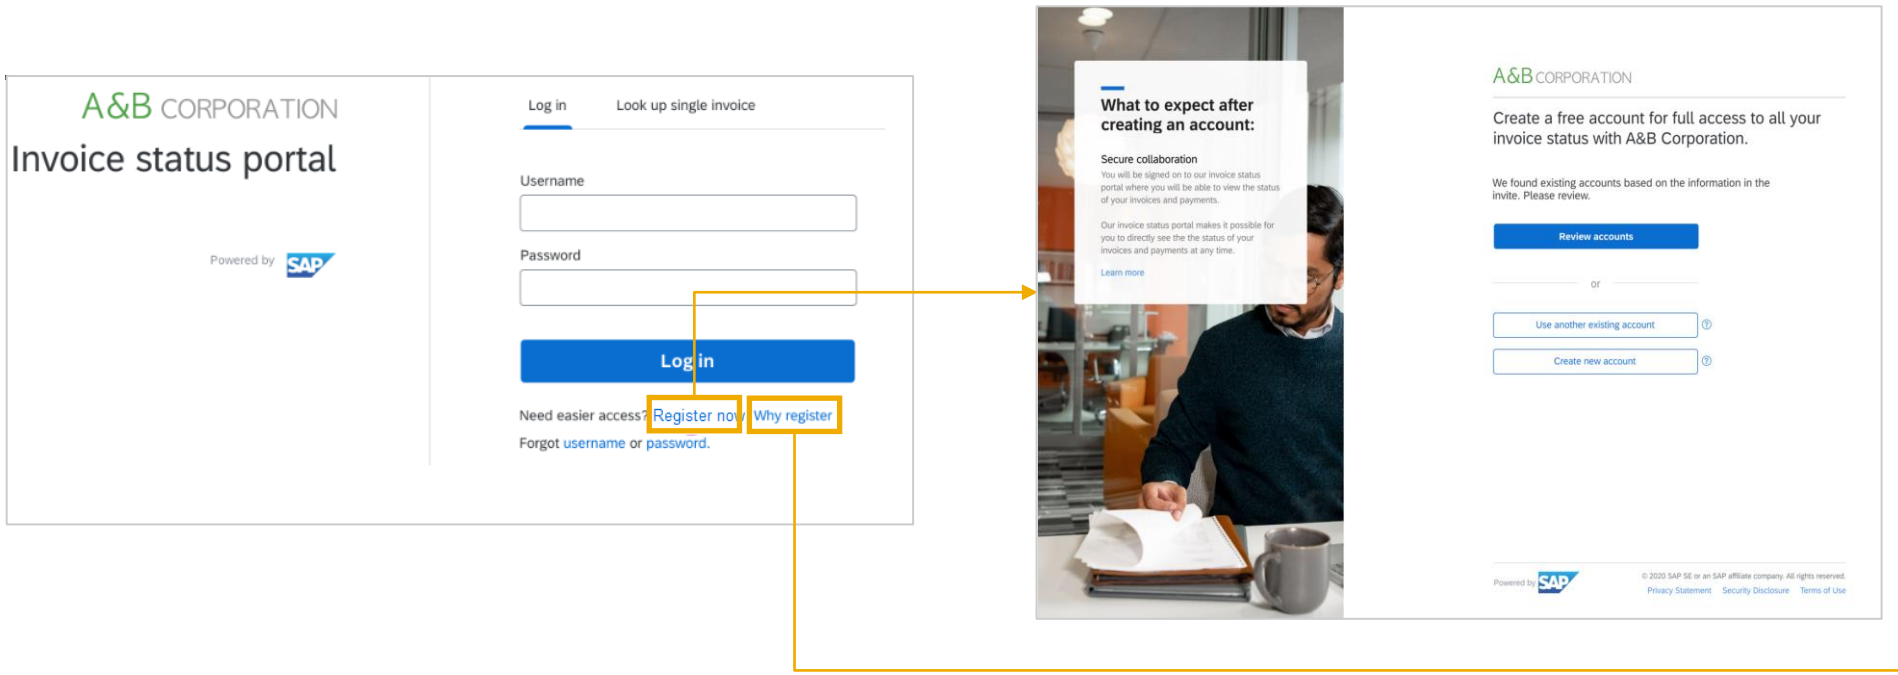 A&B CORPORATION
Invoice status portal
Powered by SAP
Log in
Look up single invoice
Username
Password
Log in
Need easier access? Register now Why register
Forgot username or password.
What to expect after
creating an account:
Secure collaboration
You will be signed on to our invoice status
portal where you will be able to view the status
of your invoices and payments.
Our invoice status portal makes it possible for
you to directly see the the status of your
invoices and payments at any time.
Learn more
A&B CORPORATION
Create a free account for full access to all your
invoice status with A&B Corporation.
We found existing accounts based on the information in the
invite. Please review.
Review accounts
or
Use another existing account ?
Create new account ?
Powered by SAP
© 2020 SAP SE or an SAP affiliate company. All rights reserved.
Privacy Statement Security Disclosure Terms of Use